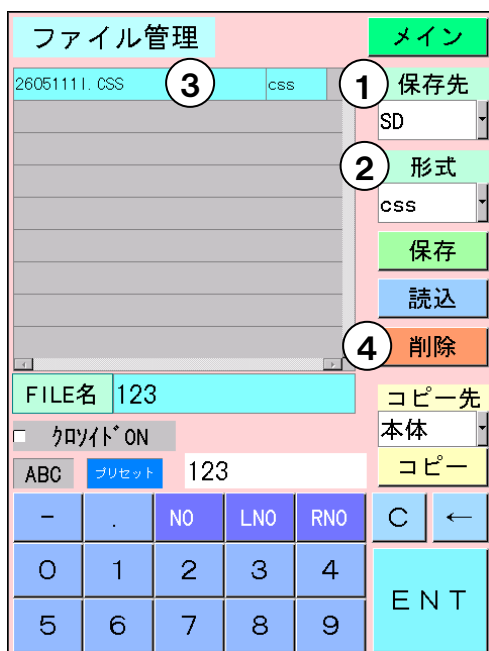 ファイル管理
メイン
26051111. CSS
③
css
① 保存先
SD
② 形式
css
保存
読込
④ 削除
FILE名 123
コピー先
本体
クロソイド ON
ABC プリセット 123
コピー
− . NO LNO RNO C ←
0 1 2 3 4
ENT
5 6 7 8 9